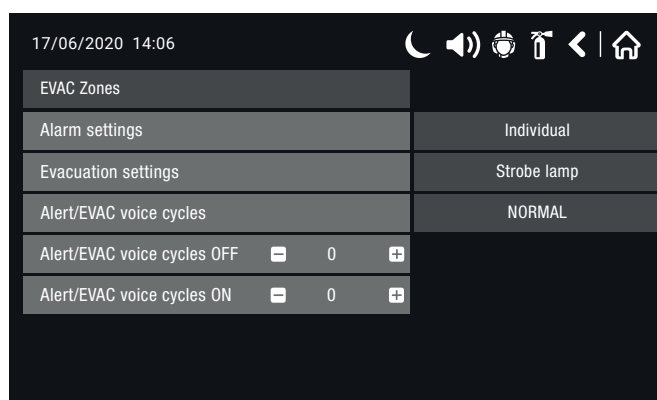 17/06/2020 14:06
EVAC Zones
Alarm settings Individual
Evacuation settings Strobe lamp
Alert/EVAC voice cycles NORMAL
Alert/EVAC voice cycles OFF 0
Alert/EVAC voice cycles ON 0